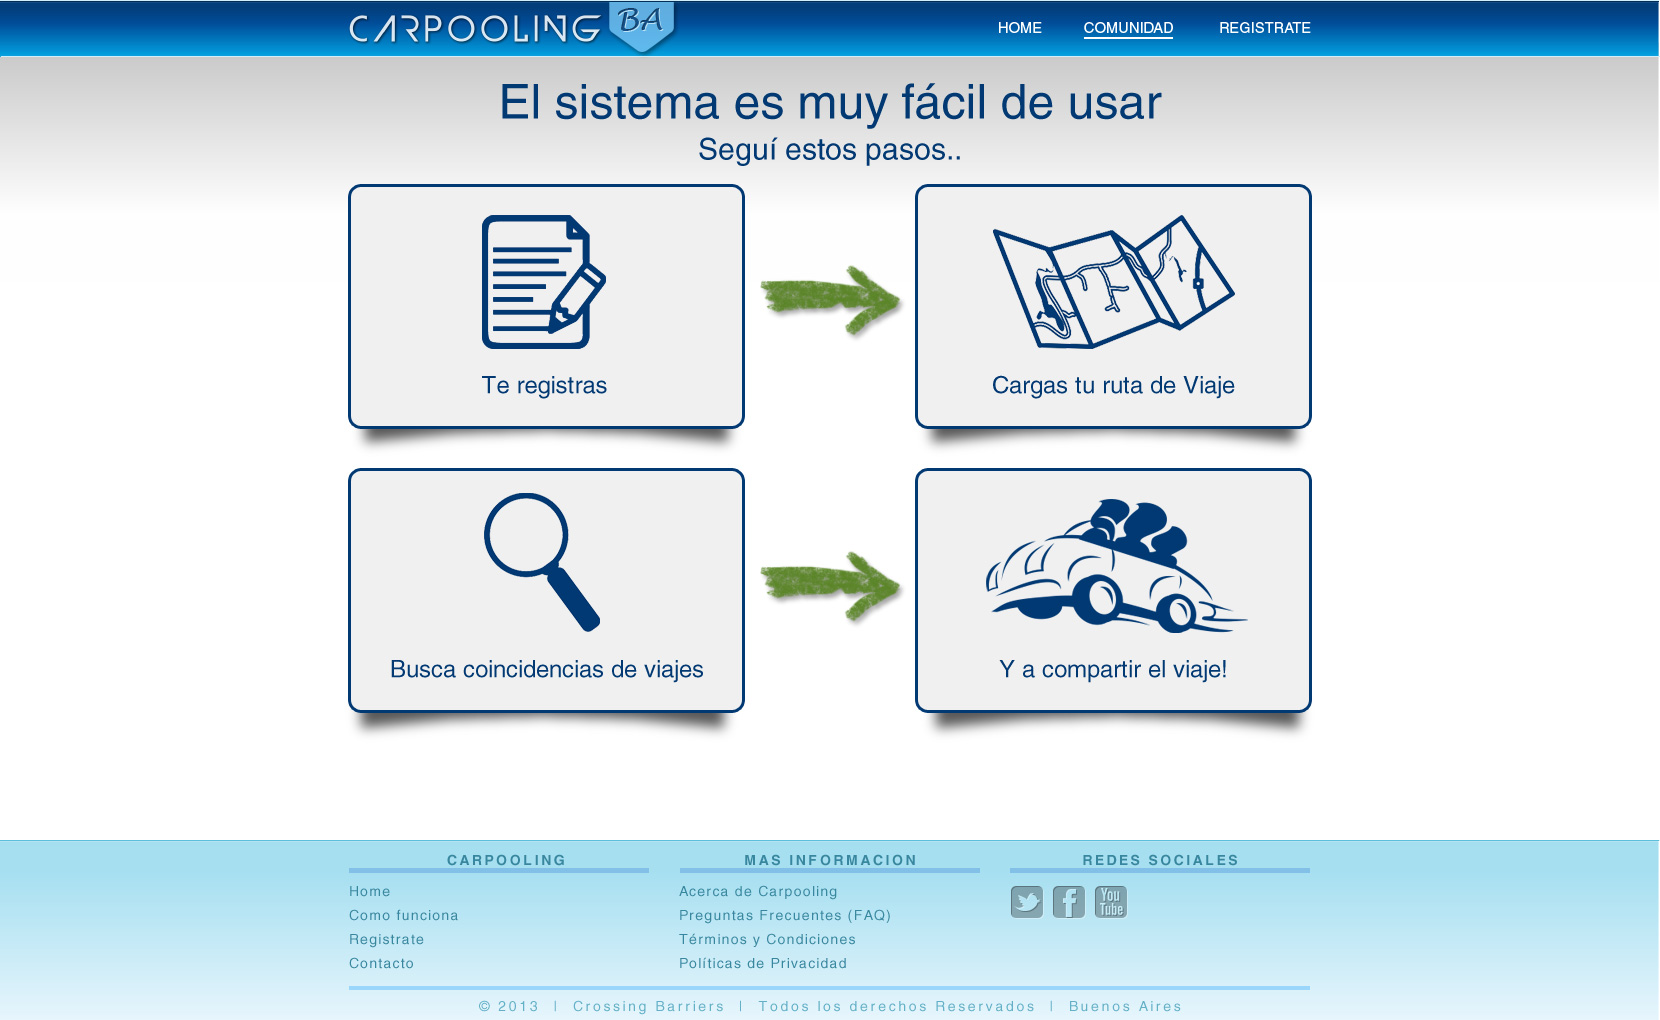 CARPOOLING BA
HOME COMUNIDAD REGISTRATE
El sistema es muy fácil de usar
Seguí estos pasos..
Te registras
Cargas tu ruta de Viaje
Busca coincidencias de viajes
Y a compartir el viaje!
CARPOOLING
Home
Como funciona
Registrate
Contacto
MAS INFORMACION
Acerca de Carpooling
Preguntas Frecuentes (FAQ)
Términos y Condiciones
Políticas de Privacidad
REDES SOCIALES
You
Tube
© 2013 | Crossing Barriers | Todos los derechos Reservados | Buenos Aires